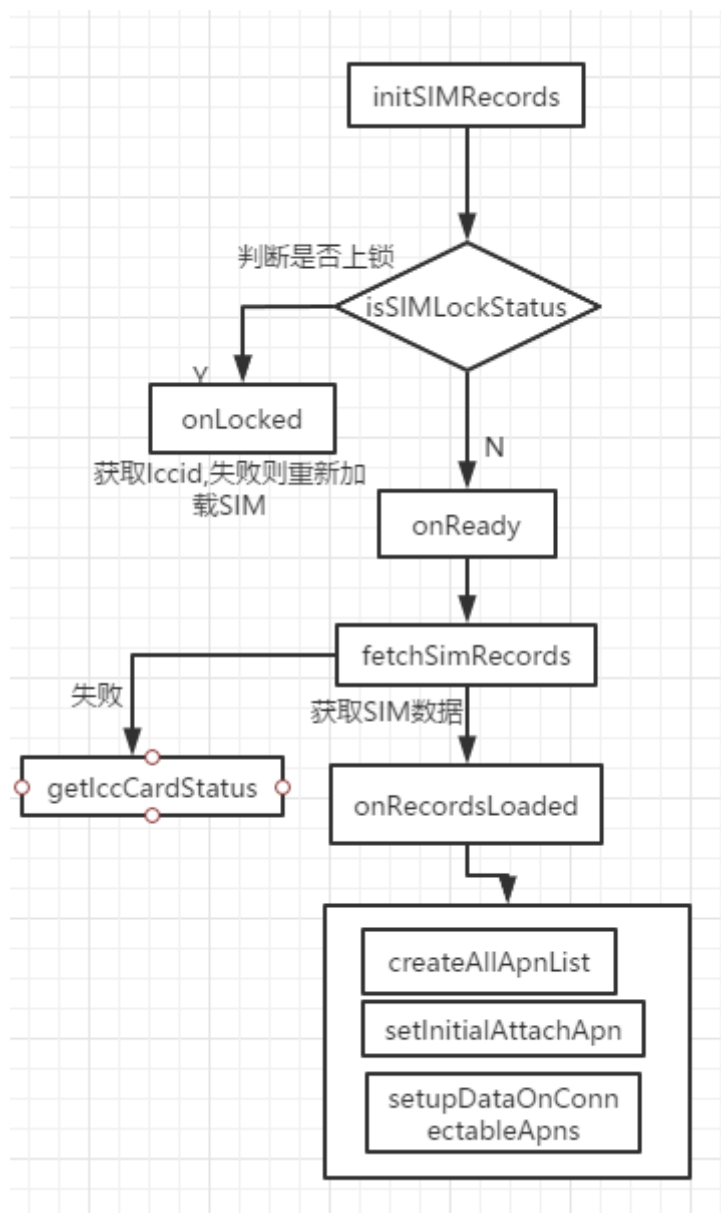 initSIMRecords
判断是否上锁
isSIMLockStatus
Y
onLocked
N
获取Iccid,失败则重新加
载SIM
onReady
fetchSimRecords
失败
获取SIM数据
getIccCardStatus
onRecordsLoaded
createAllApnList
setInitialAttachApn
setupDataOnConn
ectableApns